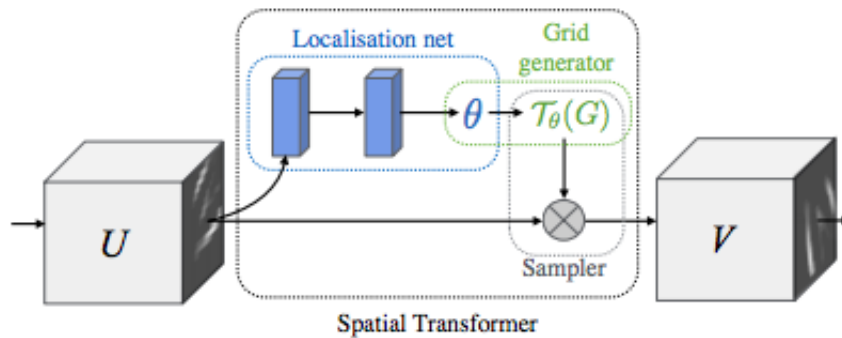 Localisation net
Grid
generator
θ
𝒯θ(G)
U
V
Sampler
Spatial Transformer